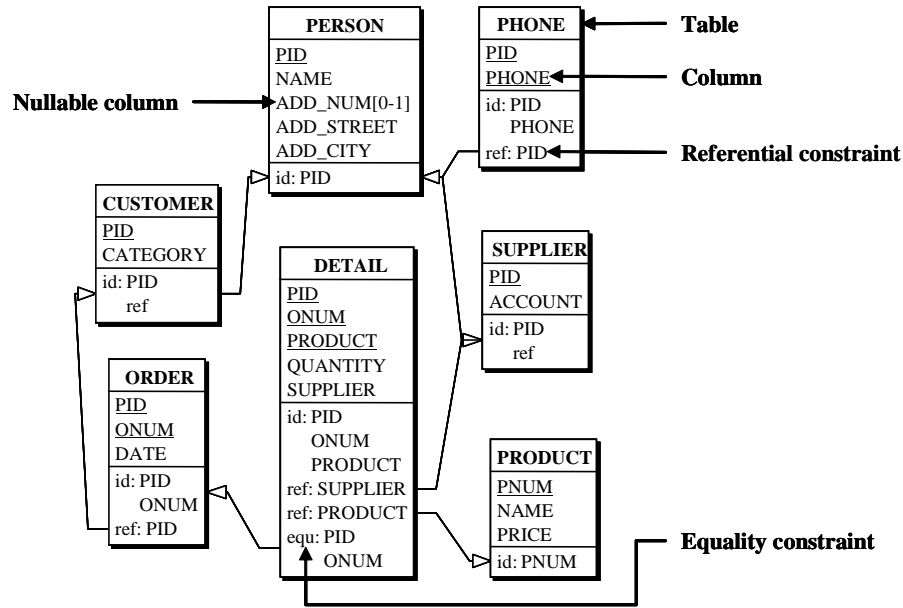 PERSON
PID
NAME
ADD_NUM[0-1]
ADD_STREET
ADD_CITY
id: PID
PHONE
PID
PHONE
id: PID
PHONE
ref: PID
Table
Column
Referential constraint
Nullable column
CUSTOMER
PID
CATEGORY
id: PID
ref
DETAIL
PID
ONUM
PRODUCT
QUANTITY
SUPPLIER
id: PID
ONUM
PRODUCT
ref: SUPPLIER
ref: PRODUCT
equ: PID
ONUM
SUPPLIER
PID
ACCOUNT
id: PID
ref
ORDER
PID
ONUM
DATE
id: PID
ONUM
ref: PID
PRODUCT
PNUM
NAME
PRICE
id: PNUM
Equality constraint